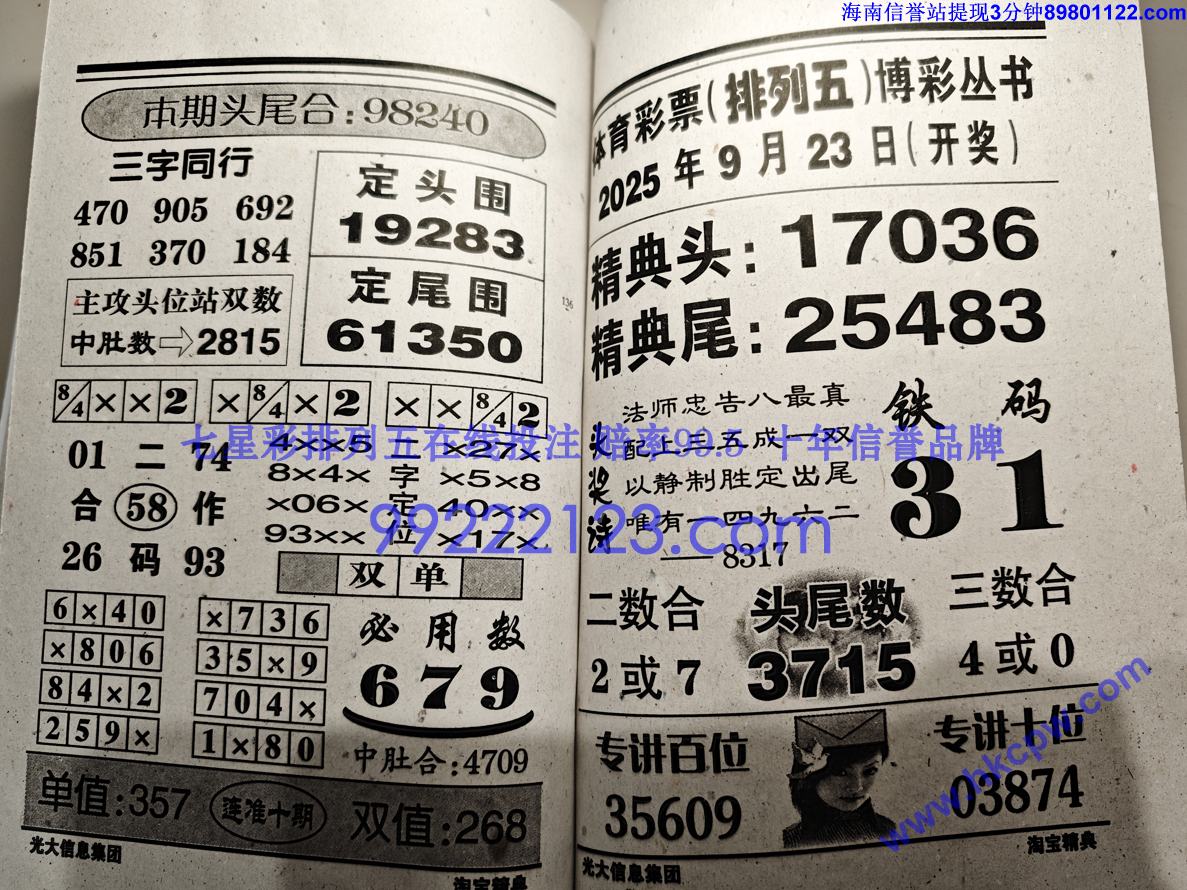 海南信誉站提现3分钟89801122.com
本期头尾合:98240
三字同行
470 905 692
851 370 184
主攻头位站双数
中肚数⇨2815
定头围
19283
定尾围
61350
136
8/4××2
×8/4×2
××8/42
01 二 74
合 58 作
26 码 93
4××5 ×27×
8×4× 字 ×5×8
×06× 定 40××
93×× 位 ×17×
双单
6×40
×806
84×2
259×
×736
35×9
704×
1×80
必用数
679
中肚合:4709
单值:357
连准十期
双值:268
光大信息集团
淘宝精典
体育彩票(排列五)博彩丛书
2025年9月23日(开奖)
精典头:17036
精典尾:25483
头奖诗
法师忠告八最真
配上三五成一双
以静制胜定出尾
唯有一四九六二
——8317
铁码
31
二数合
2或7
头尾数
3715
三数合
4或0
专讲百位
35609
专讲十位
03874
光大信息集团
淘宝精典
七星彩排列五在线投注 赔率99.5 十年信誉品牌
99222123.com
www.hkcpw.com